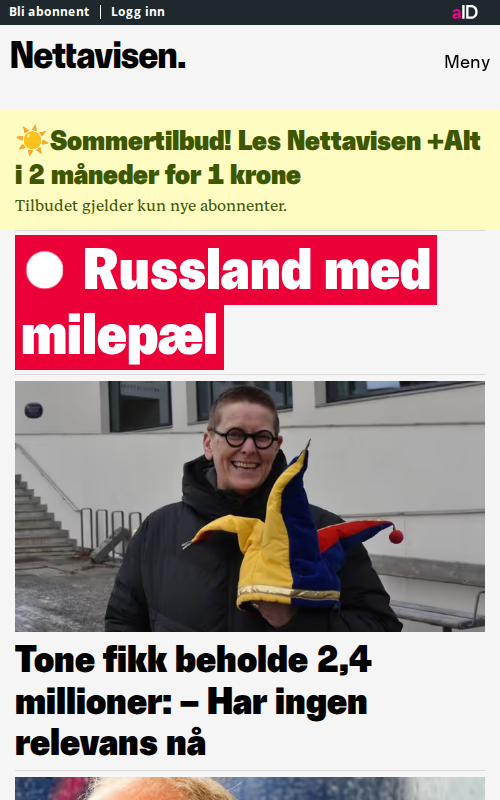 Bli abonnent | Logg inn
aID
Nettavisen.
Meny
☀️Sommertilbud! Les Nettavisen +Alt
i 2 måneder for 1 krone
Tilbudet gjelder kun nye abonnenter.
Russland med
milepæl
Tone fikk beholde 2,4
millioner: – Har ingen
relevans nå